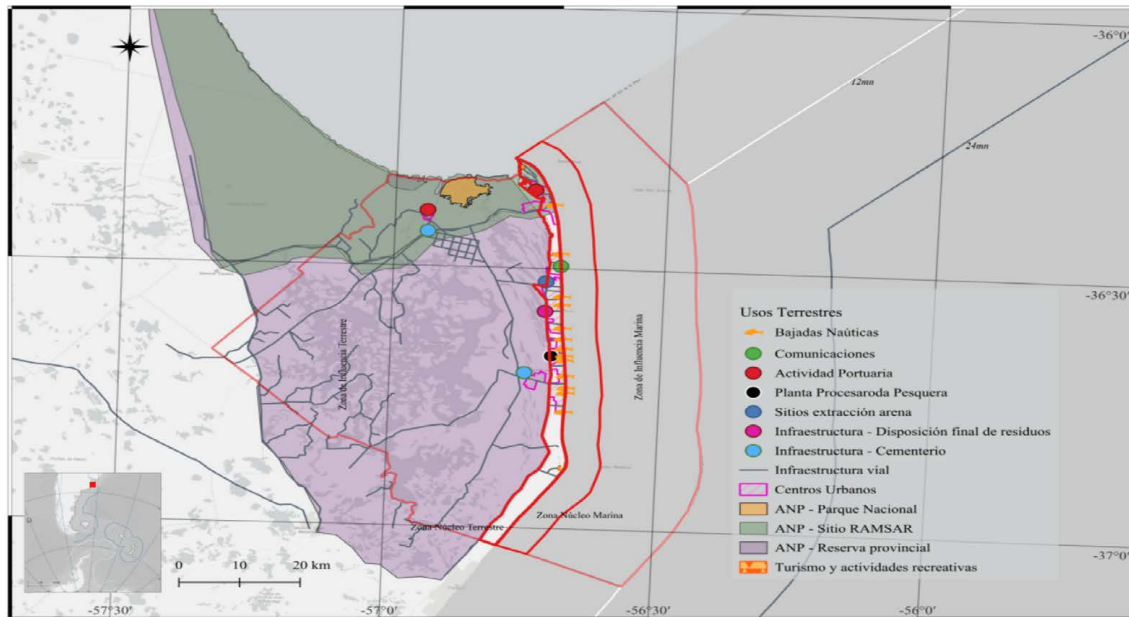 -36°0'
12mn
24mn
-36°30'
Zona de Influencia Terrestre
Zona de Influencia Marina
Usos Terrestres
Bajadas Naúticas
Comunicaciones
Actividad Portuaria
Planta Procesaroda Pesquera
Sitios extracción arena
Infraestructura - Disposición final de residuos
Infraestructura - Cementerio
Infraestructura vial
Centros Urbanos
ANP - Parque Nacional
ANP - Sitio RAMSAR
ANP - Reserva provincial
Turismo y actividades recreativas
Zona Núcleo Marina
Zona Núcleo Terrestre
-37°0'
0 10 20 km
-57°30'
-57°0'
-56°30'
-56°0'